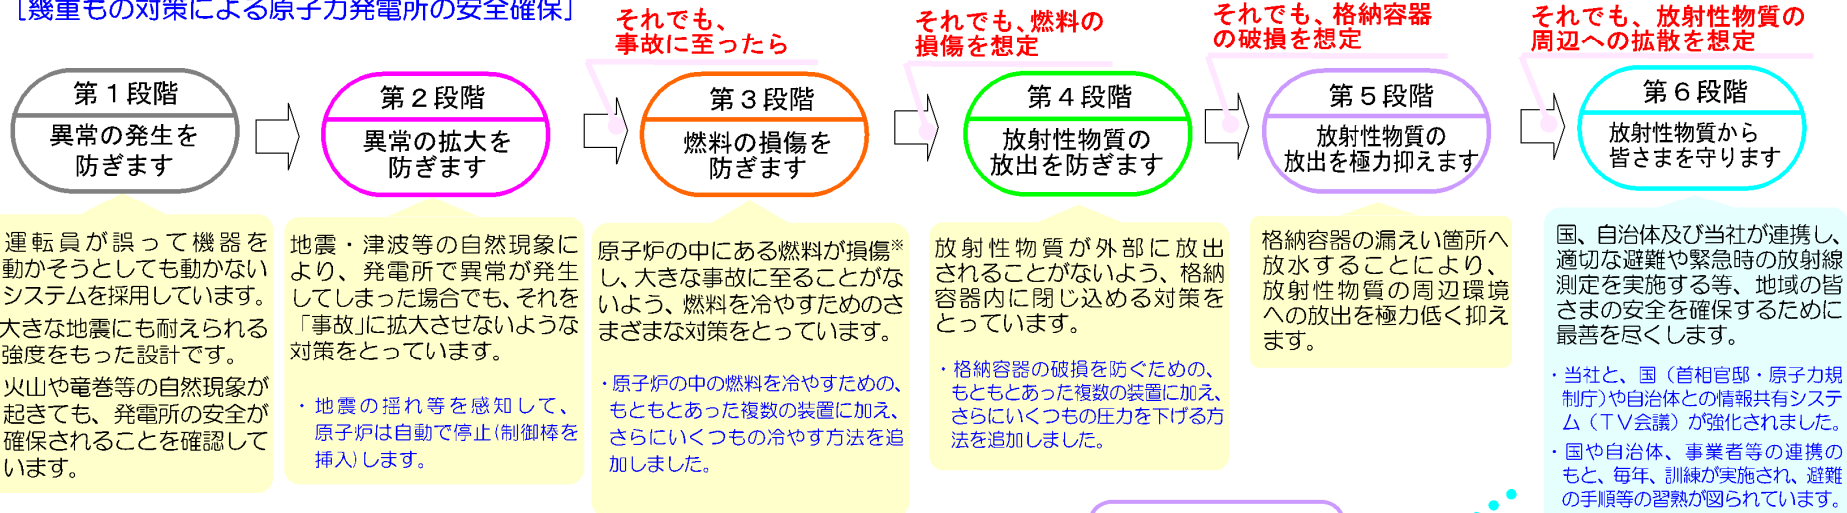 ［幾重もの対策による原子力発電所の安全確保］
それでも、
事故に至ったら
それでも、燃料の
損傷を想定
それでも、格納容器
の破損を想定
それでも、放射性物質の
周辺への拡散を想定
第１段階
異常の発生を
防ぎます
第２段階
異常の拡大を
防ぎます
第３段階
燃料の損傷を
防ぎます
第４段階
放射性物質の
放出を防ぎます
第５段階
放射性物質の
放出を極力抑えます
第６段階
放射性物質から
皆さまを守ります
運転員が誤って機器を
動かそうとしても動かない
システムを採用しています。
大きな地震にも耐えられる
強度をもった設計です。
火山や竜巻等の自然現象が
起きても、発電所の安全が
確保されることを確認して
います。
地震・津波等の自然現象に
より、発電所で異常が発生
してしまった場合でも、それを
「事故」に拡大させないような
対策をとっています。
・地震の揺れ等を感知して、
原子炉は自動で停止(制御棒を
挿入)します。
原子炉の中にある燃料が損傷※
し、大きな事故に至ることがな
いよう、燃料を冷やすためのさ
まざまな対策をとっています。
・原子炉の中の燃料を冷やすための、
もともとあった複数の装置に加え、
さらにいくつもの冷やす方法を追
加しました。
放射性物質が外部に放出
されることがないよう、格納
容器内に閉じ込める対策を
とっています。
・格納容器の破損を防ぐための、
もともとあった複数の装置に加え、
さらにいくつもの圧力を下げる方
法を追加しました。
格納容器の漏えい箇所へ
放水することにより、
放射性物質の周辺環境
への放出を極力低く抑え
ます。
国、自治体及び当社が連携し、
適切な避難や緊急時の放射線
測定を実施する等、地域の皆
さまの安全を確保するために
最善を尽くします。
・当社と、国（首相官邸・原子力規
制庁）や自治体との情報共有システ
ム（ＴＶ会議）が強化されました。
・国や自治体、事業者等の連携の
もと、毎年、訓練が実施され、避難
の手順等の習熟が図られています。